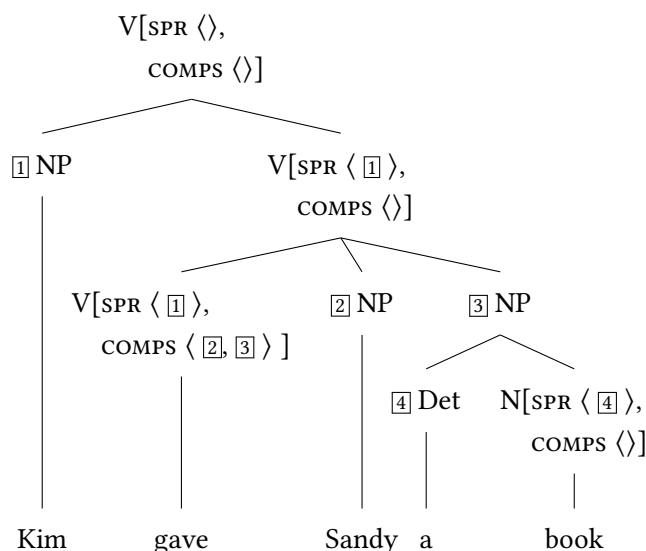 V[SPR ⟨⟩,
COMPS ⟨⟩]
1 NP
V[SPR ⟨ 1 ⟩,
COMPS ⟨⟩]
V[SPR ⟨ 1 ⟩,
COMPS ⟨ 2, 3 ⟩ ]
2 NP
3 NP
4 Det
N[SPR ⟨ 4 ⟩,
COMPS ⟨⟩]
Kim gave Sandy a book